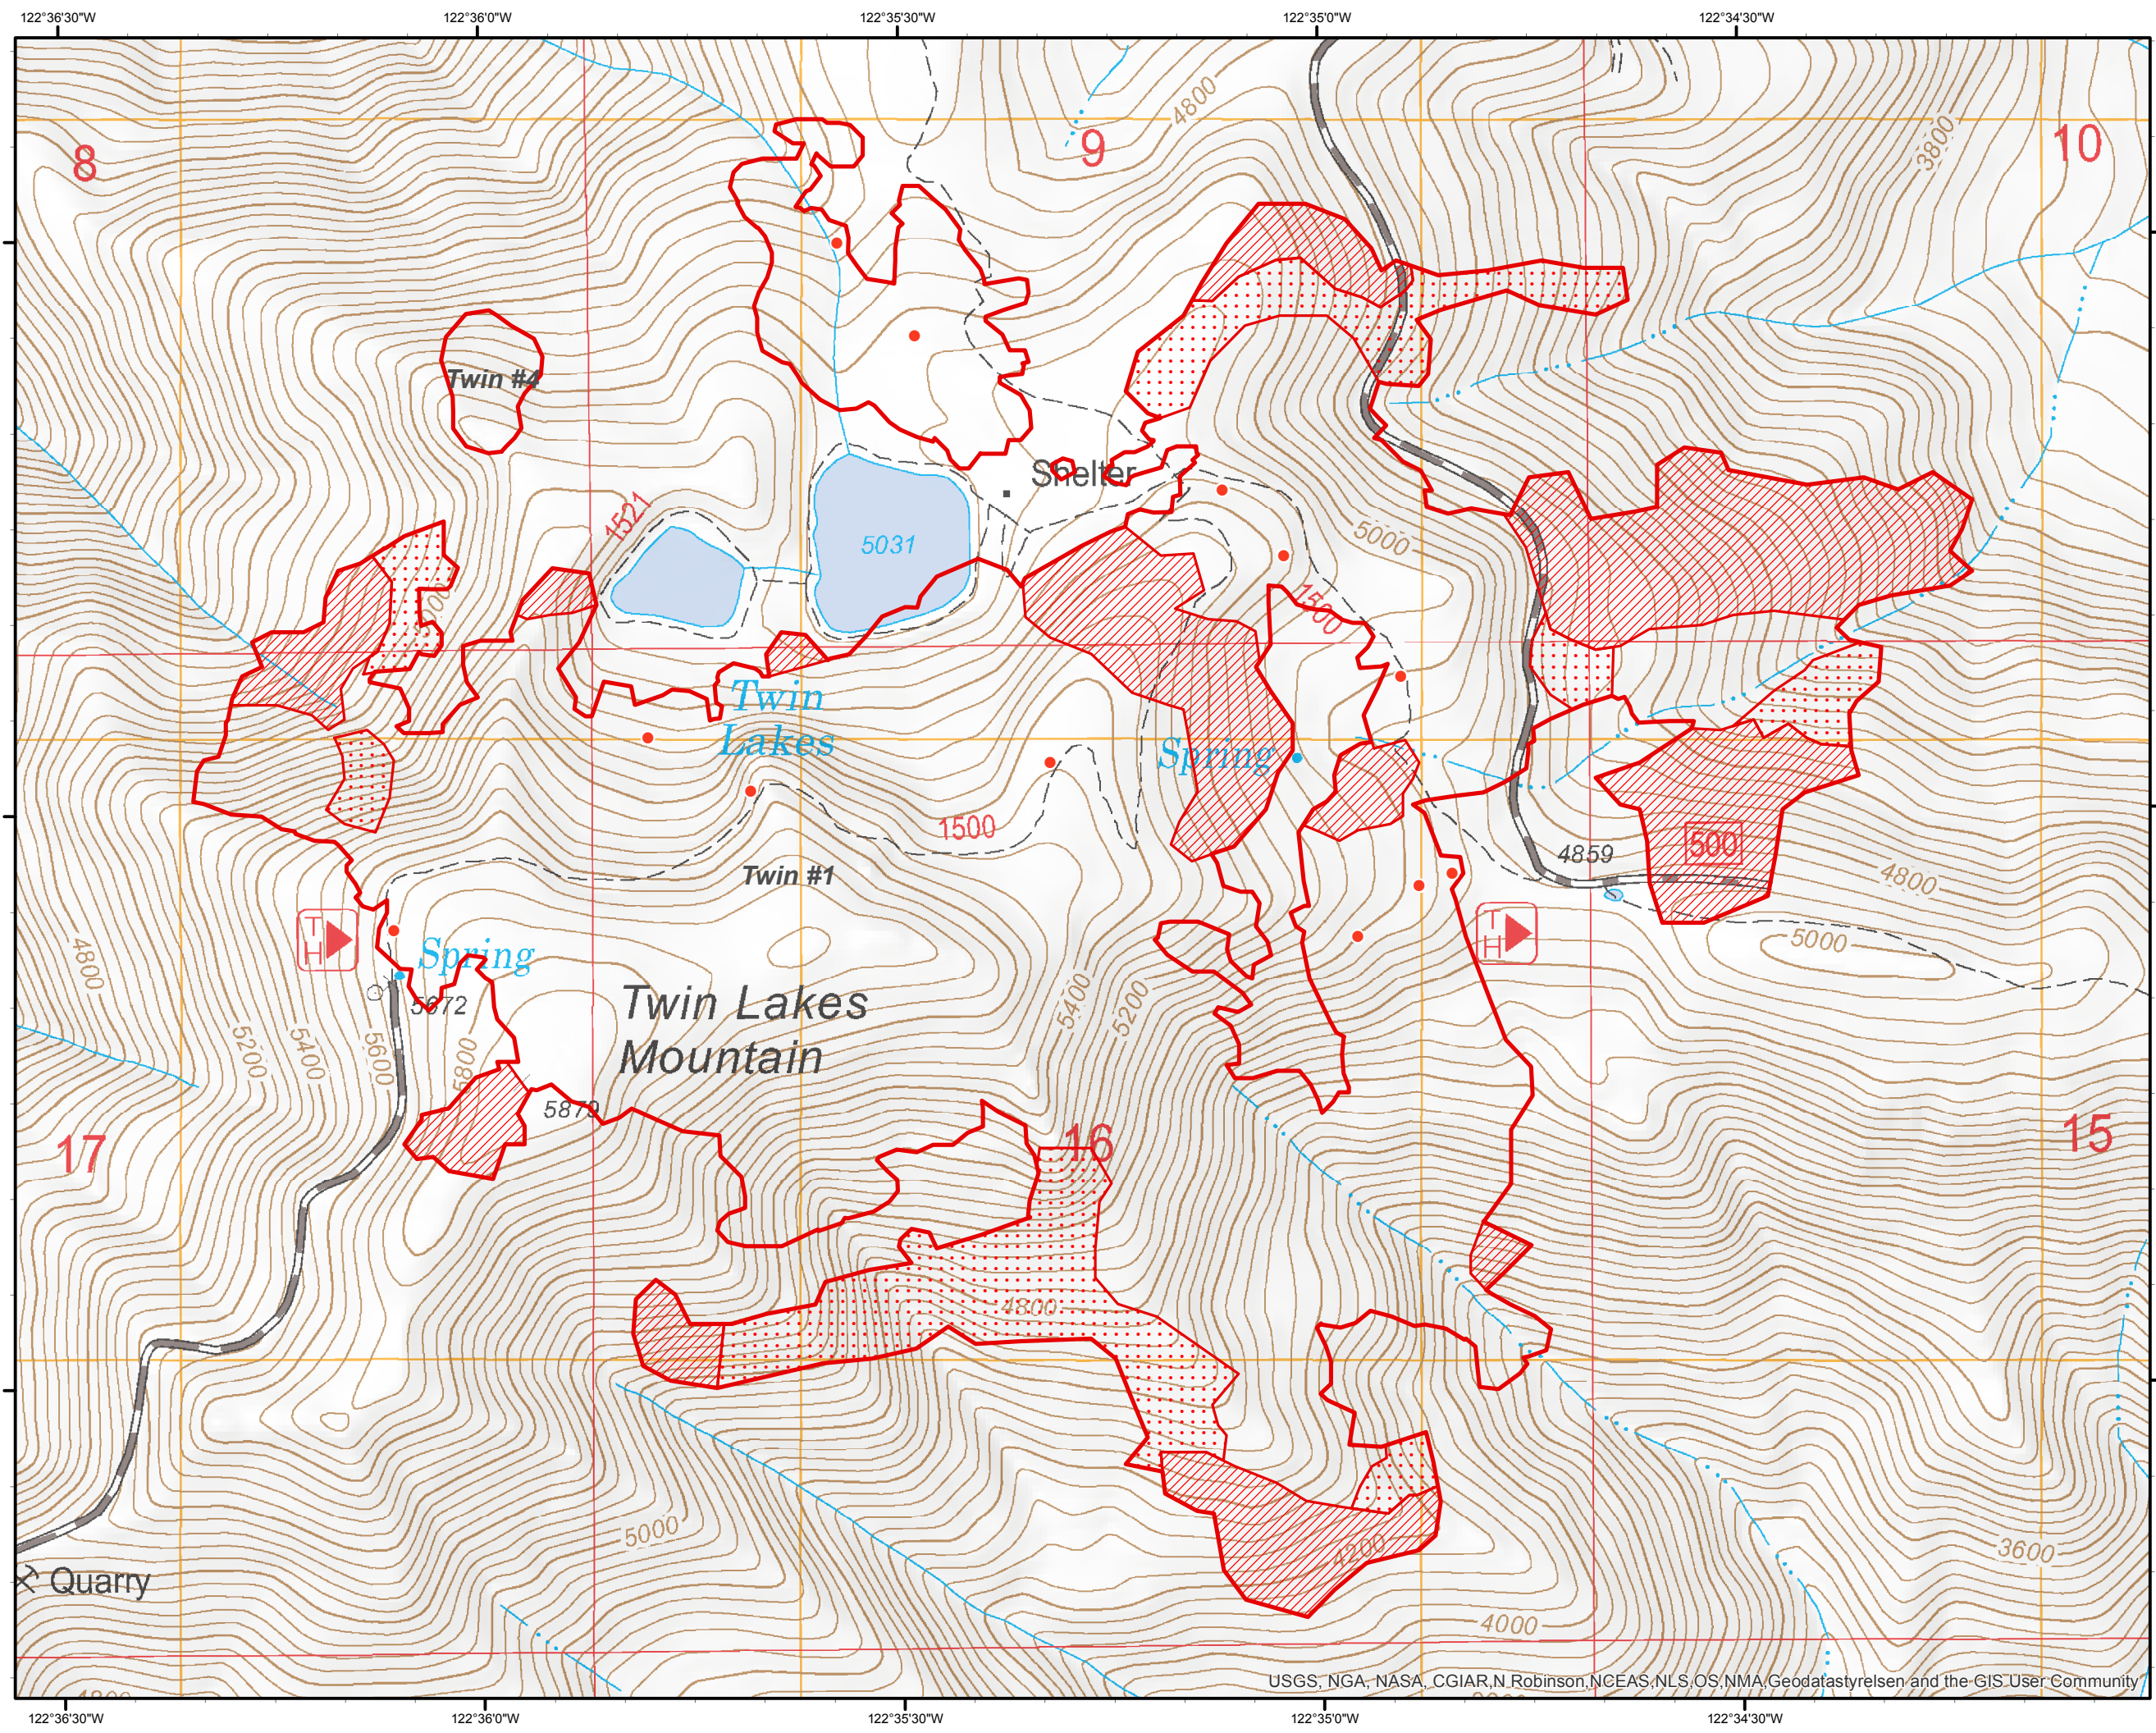 122°36'30"W
122°36'0"W
122°35'30"W
122°35'0"W
122°34'30"W
4800
3800
8
9
10
Twin #4
Shelter
1521
5031
5000
5000
1500
Twin
Lakes
Spring
1500
Twin #1
4859
500
4800
T
H
T
H
Spring
5672
4800
5200
5400
5600
5800
5400
5200
5000
Twin Lakes
Mountain
5879
17
16
15
4800
5000
4200
3600
Quarry
4000
USGS, NGA, NASA, CGIAR,N Robinson,NCEAS,NLS,OS,NMA,Geodatastyrelsen and the GIS User Community
122°36'30"W
122°36'0"W
122°35'30"W
122°35'0"W
122°34'30"W